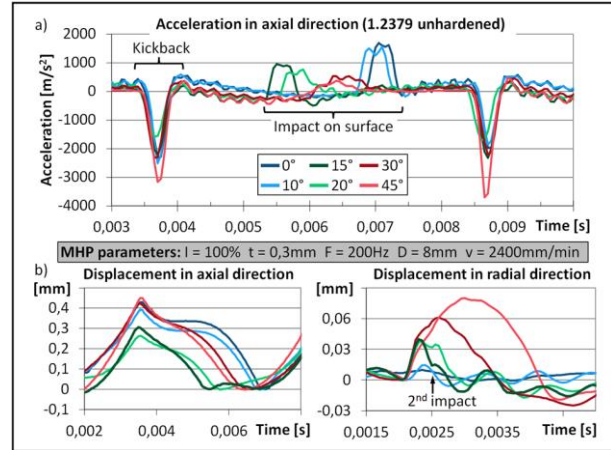 a)
Acceleration in axial direction (1.2379 unhardened)
Acceleration [m/s²]
2000
1000
0
-1000
-2000
-3000
-4000
Kickback
Impact on surface
0° 15° 30°
10° 20° 45°
0,003 0,004 0,005 0,006 0,007 0,008 0,009 Time [s]
MHP parameters: I = 100% t = 0,3mm F = 200Hz D = 8mm v = 2400mm/min
b)
Displacement in axial direction
[mm]
0,4
0,3
0,2
0,1
0
-0,1
0,002 0,004 0,006 Time [s]
Displacement in radial direction
[mm]
0,06
0,03
0
-0,03
2nd impact
0,0015 0,0025 0,0035 Time [s]